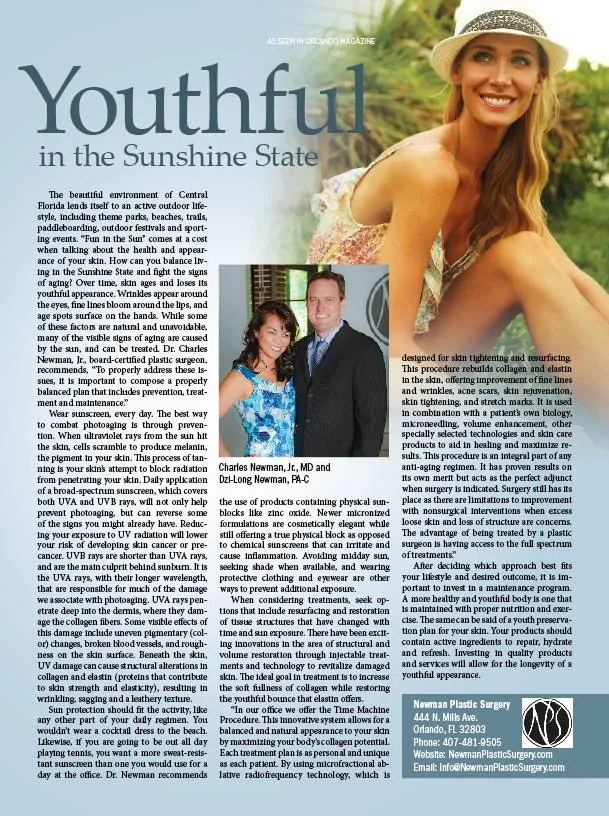 AS SEEN IN ORLANDO MAGAZINE
Youthful
in the Sunshine State
The beautiful environment of Central
Florida lends itself to an active outdoor life-
style, including theme parks, beaches, trails,
paddleboarding, outdoor festivals and sport-
ing events. “Fun in the Sun” comes at a cost
when talking about the health and appear-
ance of your skin. How can you balance liv-
ing in the Sunshine State and fight the signs
of aging? Over time, skin ages and loses its
youthful appearance. Wrinkles appear around
the eyes, fine lines bloom around the lips, and
age spots surface on the hands. While some
of these factors are natural and unavoidable,
many of the visible signs of aging are caused
by the sun, and can be treated. Dr. Charles
Newman, Jr., board-certified plastic surgeon,
recommends, “To properly address these is-
sues, it is important to compose a properly
balanced plan that includes prevention, treat-
ment and maintenance.”
Wear sunscreen, every day. The best way
to combat photoaging is through preven-
tion. When ultraviolet rays from the sun hit
the skin, cells scramble to produce melanin,
the pigment in your skin. This process of tan-
ning is your skin’s attempt to block radiation
from penetrating your skin. Daily application
of a broad-spectrum sunscreen, which covers
both UVA and UVB rays, will not only help
prevent photoaging, but can reverse some
of the signs you might already have. Reduc-
ing your exposure to UV radiation will lower
your risk of developing skin cancer or pre-
cancer. UVB rays are shorter than UVA rays,
and are the main culprit behind sunburn. It is
the UVA rays, with their longer wavelength,
that are responsible for much of the damage
we associate with photoaging. UVA rays pen-
etrate deep into the dermis, where they dam-
age the collagen fibers. Some visible effects of
this damage include uneven pigmentary (col-
or) changes, broken blood vessels, and rough-
ness on the skin surface. Beneath the skin,
UV damage can cause structural alterations in
collagen and elastin (proteins that contribute
to skin strength and elasticity), resulting in
wrinkling, sagging and a leathery texture.
Sun protection should fit the activity, like
any other part of your daily regimen. You
wouldn’t wear a cocktail dress to the beach.
Likewise, if you are going to be out all day
playing tennis, you want a more sweat-resis-
tant sunscreen than one you would use for a
day at the office. Dr. Newman recommends
Charles Newman, Jr., MD and
Dzi-Long Newman, PA-C
the use of products containing physical sun-
blocks like zinc oxide. Newer micronized
formulations are cosmetically elegant while
still offering a true physical block as opposed
to chemical sunscreens that can irritate and
cause inflammation. Avoiding midday sun,
seeking shade when available, and wearing
protective clothing and eyewear are other
ways to prevent additional exposure.
When considering treatments, seek op-
tions that include resurfacing and restoration
of tissue structures that have changed with
time and sun exposure. There have been excit-
ing innovations in the area of structural and
volume restoration through injectable treat-
ments and technology to revitalize damaged
skin. The ideal goal in treatment is to increase
the soft fullness of collagen while restoring
the youthful bounce that elastin offers.
“In our office we offer the Time Machine
Procedure. This innovative system allows for a
balanced and natural appearance to your skin
by maximizing your body’s collagen potential.
Each treatment plan is as personal and unique
as each patient. By using microfractional ab-
lative radiofrequency technology, which is
designed for skin tightening and resurfacing.
This procedure rebuilds collagen and elastin
in the skin, offering improvement of fine lines
and wrinkles, acne scars, skin rejuvenation,
skin tightening, and stretch marks. It is used
in combination with a patient’s own biology,
microneedling, volume enhancement, other
specially selected technologies and skin care
products to aid in healing and maximize re-
sults. This procedure is an integral part of any
anti-aging regimen. It has proven results on
its own merit but acts as the perfect adjunct
when surgery is indicated. Surgery still has its
place as there are limitations to improvement
with nonsurgical interventions when excess
loose skin and loss of structure are concerns.
The advantage of being treated by a plastic
surgeon is having access to the full spectrum
of treatments.”
After deciding which approach best fits
your lifestyle and desired outcome, it is im-
portant to invest in a maintenance program.
A more healthy and youthful body is one that
is maintained with proper nutrition and exer-
cise. The same can be said of a youth preserva-
tion plan for your skin. Your products should
contain active ingredients to repair, hydrate
and refresh. Investing in quality products
and services will allow for the longevity of a
youthful appearance.
Newman Plastic Surgery
444 N. Mills Ave.
Orlando, FL 32803
Phone: 407-481-9505
Website: NewmanPlasticSurgery.com
Email: Info@NewmanPlasticSurgery.com
NPS